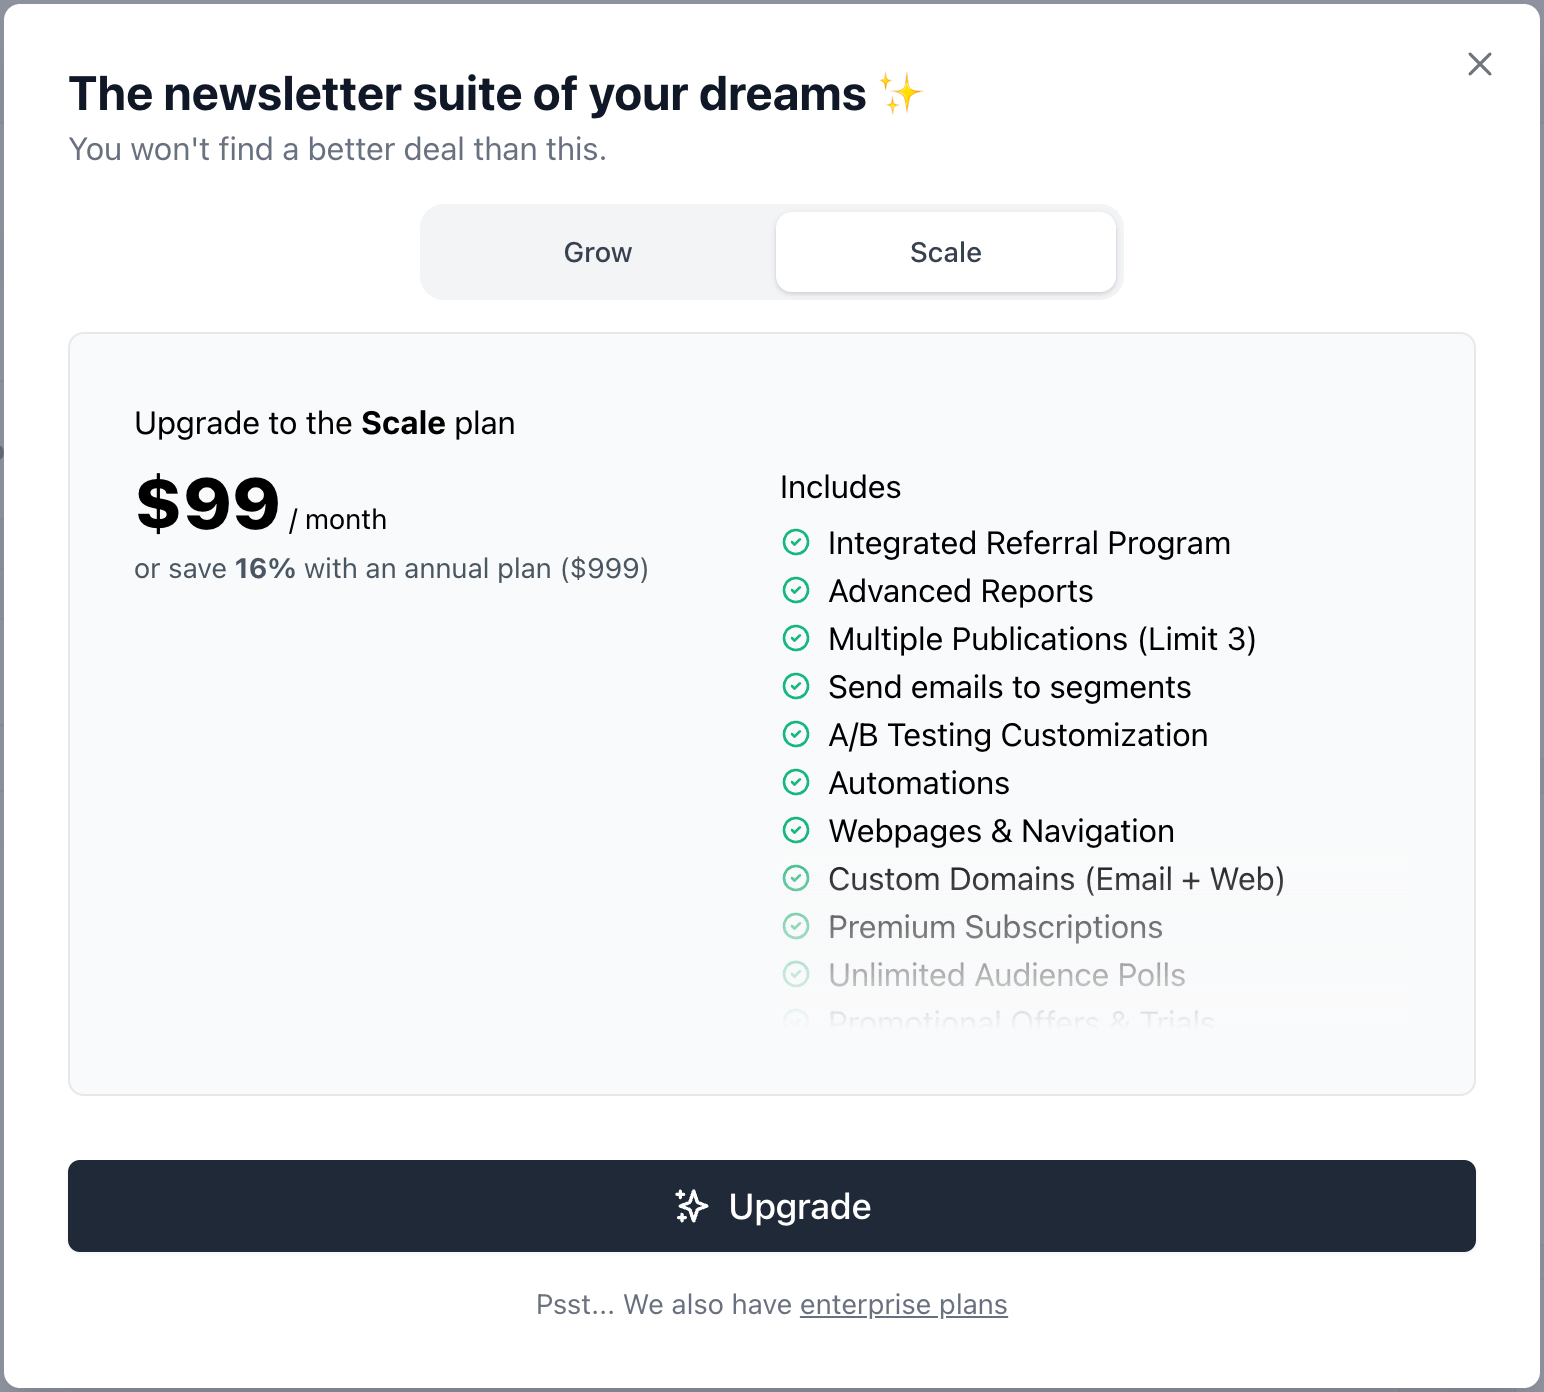 The newsletter suite of your dreams ✨
You won't find a better deal than this.
Grow
Scale
Upgrade to the Scale plan
$99 / month
or save 16% with an annual plan ($999)
Includes
Integrated Referral Program
Advanced Reports
Multiple Publications (Limit 3)
Send emails to segments
A/B Testing Customization
Automations
Webpages & Navigation
Custom Domains (Email + Web)
Premium Subscriptions
Unlimited Audience Polls
Promotional Offers & Trials
Upgrade
Psst... We also have enterprise plans